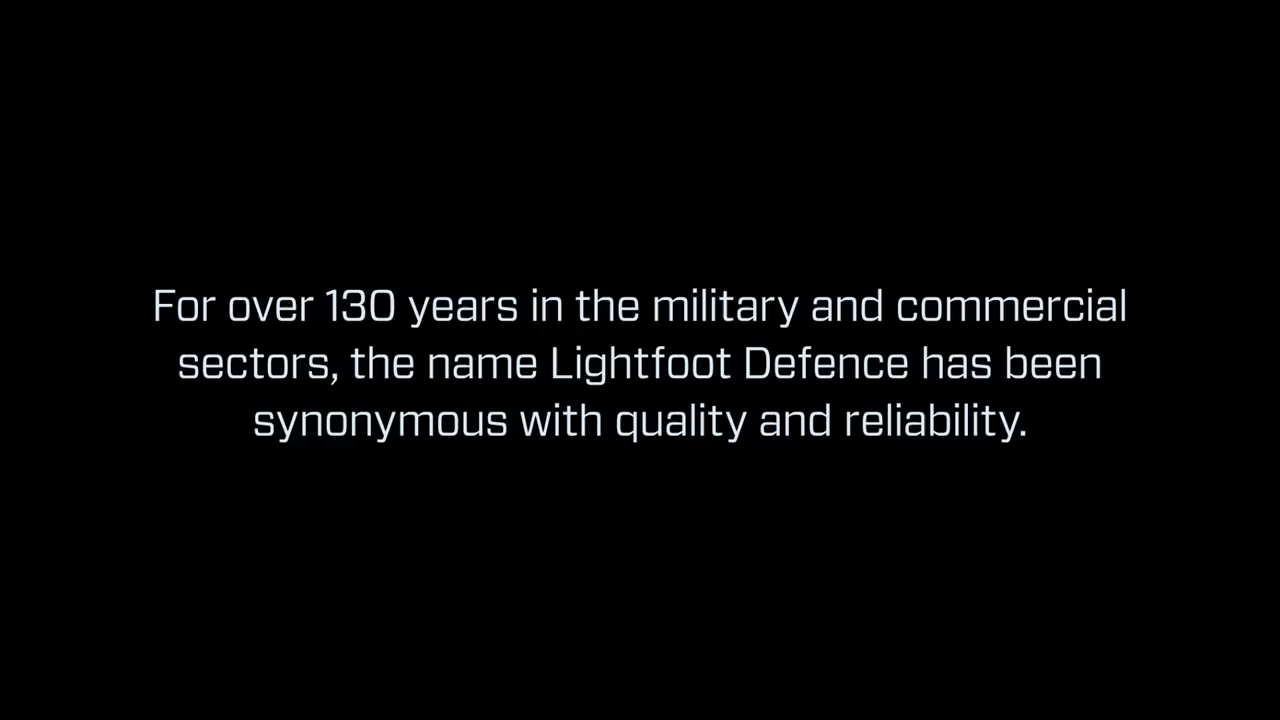 For over 130 years in the military and commercial
sectors, the name Lightfoot Defence has been
synonymous with quality and reliability.